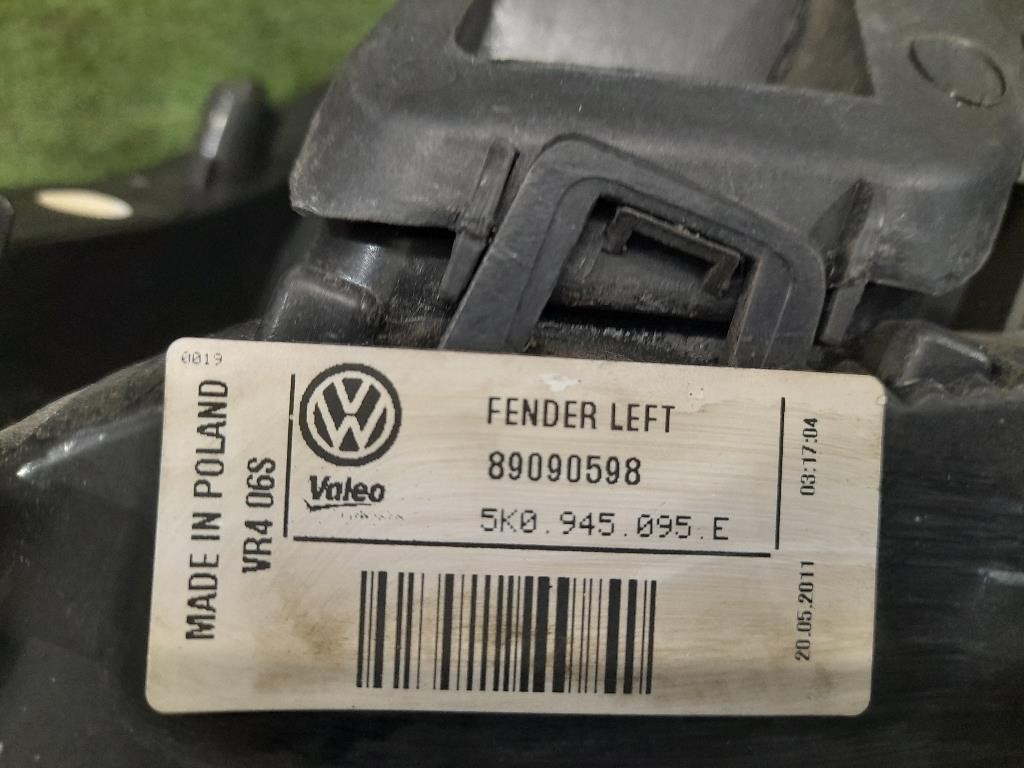 0019
MADE IN POLAND
VR4 06S
Valeo
FENDER LEFT
89090598
5K0.945.095.E
03:17:04
20.05.2011